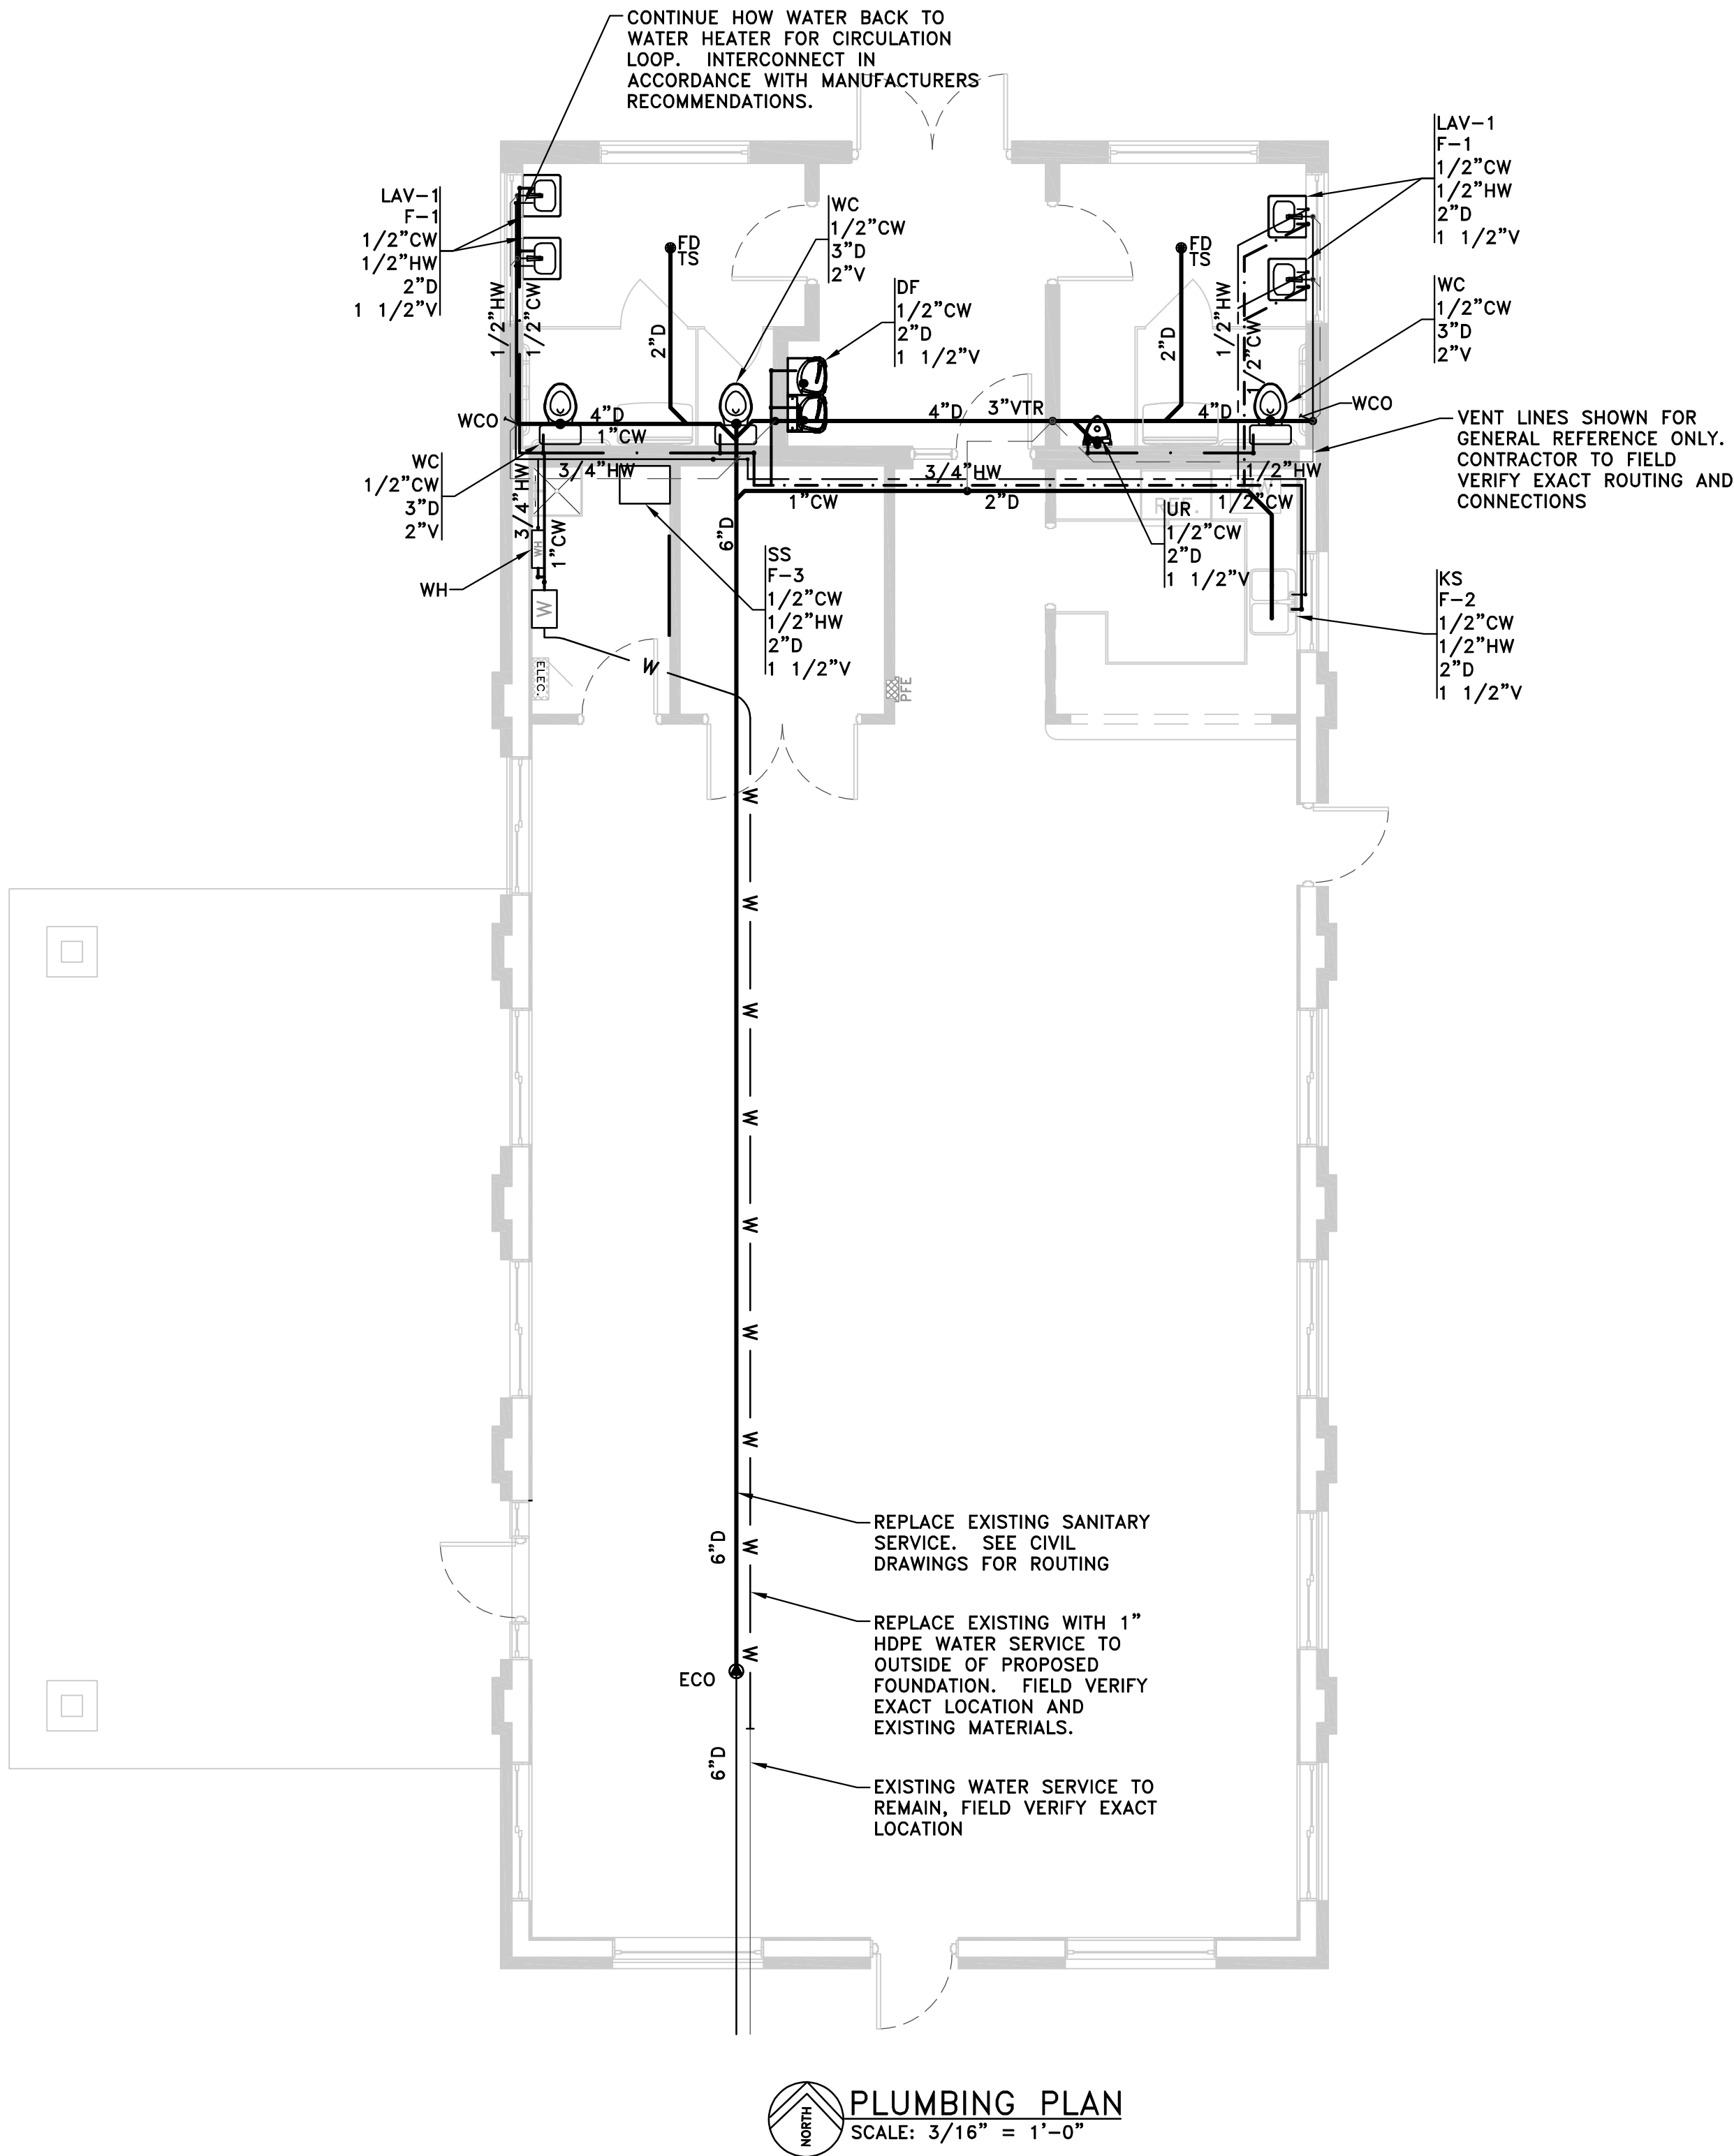 CONTINUE HOW WATER BACK TO
WATER HEATER FOR CIRCULATION
LOOP. INTERCONNECT IN
ACCORDANCE WITH MANUFACTURERS
RECOMMENDATIONS.
LAV-1
F-1
1/2"CW
1/2"HW
2"D
1 1/2"V
WC
1/2"CW
3"D
2"V
DF
1/2"CW
2"D
1 1/2"V
LAV-1
F-1
1/2"CW
1/2"HW
2"D
1 1/2"V
WC
1/2"CW
3"D
2"V
FD
TS
FD
TS
1/2"HW
1/2"CW
2"D
2"D
1/2"HW
1/2"CW
WCO
4"D
1"CW
4"D
3"VTR
4"D
WCO
VENT LINES SHOWN FOR
GENERAL REFERENCE ONLY.
CONTRACTOR TO FIELD
VERIFY EXACT ROUTING AND
CONNECTIONS
WC
1/2"CW
3"D
2"V
3/4"HW
3/4"HW
1/2"HW
3/4"HW
1"CW
1"CW
2"D
1/2"CW
REF.
W
6"D
UR
1/2"CW
2"D
1 1/2"V
SS
F-3
1/2"CW
1/2"HW
2"D
1 1/2"V
KS
F-2
1/2"CW
1/2"HW
2"D
1 1/2"V
WH
WH
W
W
ELEC.
PFE
W
W
W
W
W
W
W
W
W
6"D
REPLACE EXISTING SANITARY
SERVICE. SEE CIVIL
DRAWINGS FOR ROUTING
REPLACE EXISTING WITH 1"
HDPE WATER SERVICE TO
OUTSIDE OF PROPOSED
FOUNDATION. FIELD VERIFY
EXACT LOCATION AND
EXISTING MATERIALS.
ECO
6"D
EXISTING WATER SERVICE TO
REMAIN, FIELD VERIFY EXACT
LOCATION
NORTH
PLUMBING PLAN
SCALE: 3/16" = 1'-0"